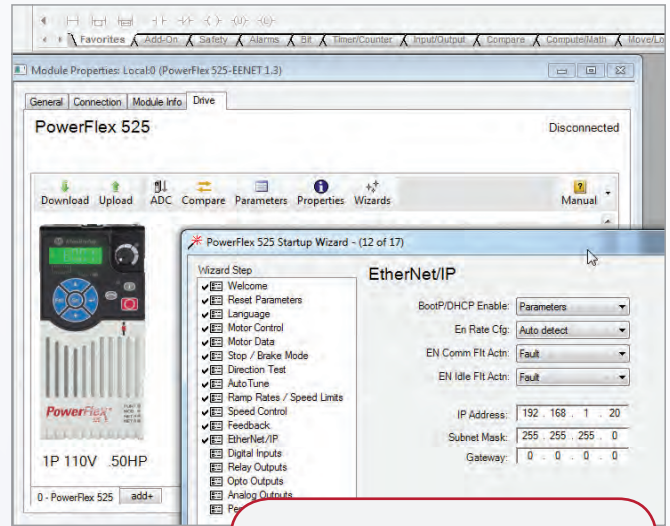 Favorites Add-On Safety Alarms Bit Timer/Counter Input/Output Compare Compute/Math
Module Properties: Local:0 (PowerFlex 525-EENET 1.3)
General Connection Module Info Drive
PowerFlex 525
Disconnected
Download Upload ADC Compare Parameters Properties Wizards Manual
PowerFlex 525 Startup Wizard - (12 of 17)
Wizard Step
Welcome
Reset Parameters
Language
Motor Control
Motor Data
Stop / Brake Mode
Direction Test
AutoTune
Ramp Rates / Speed Limits
Speed Control
Feedback
EtherNet/IP
Digital Inputs
Relay Outputs
Opto Outputs
Analog Outputs
EtherNet/IP
BootP/DHCP Enable: Parameters
En Rate Cfg: Auto detect
EN Comm Flt Actn: Fault
EN Idle Flt Actn: Fault
IP Address: 192 . 168 . 1 . 20
Subnet Mask: 255 . 255 . 255 . 0
Gateway: 0 . 0 . 0 . 0
PowerFlex
1P 110V .50HP
0 - PowerFlex 525 add+